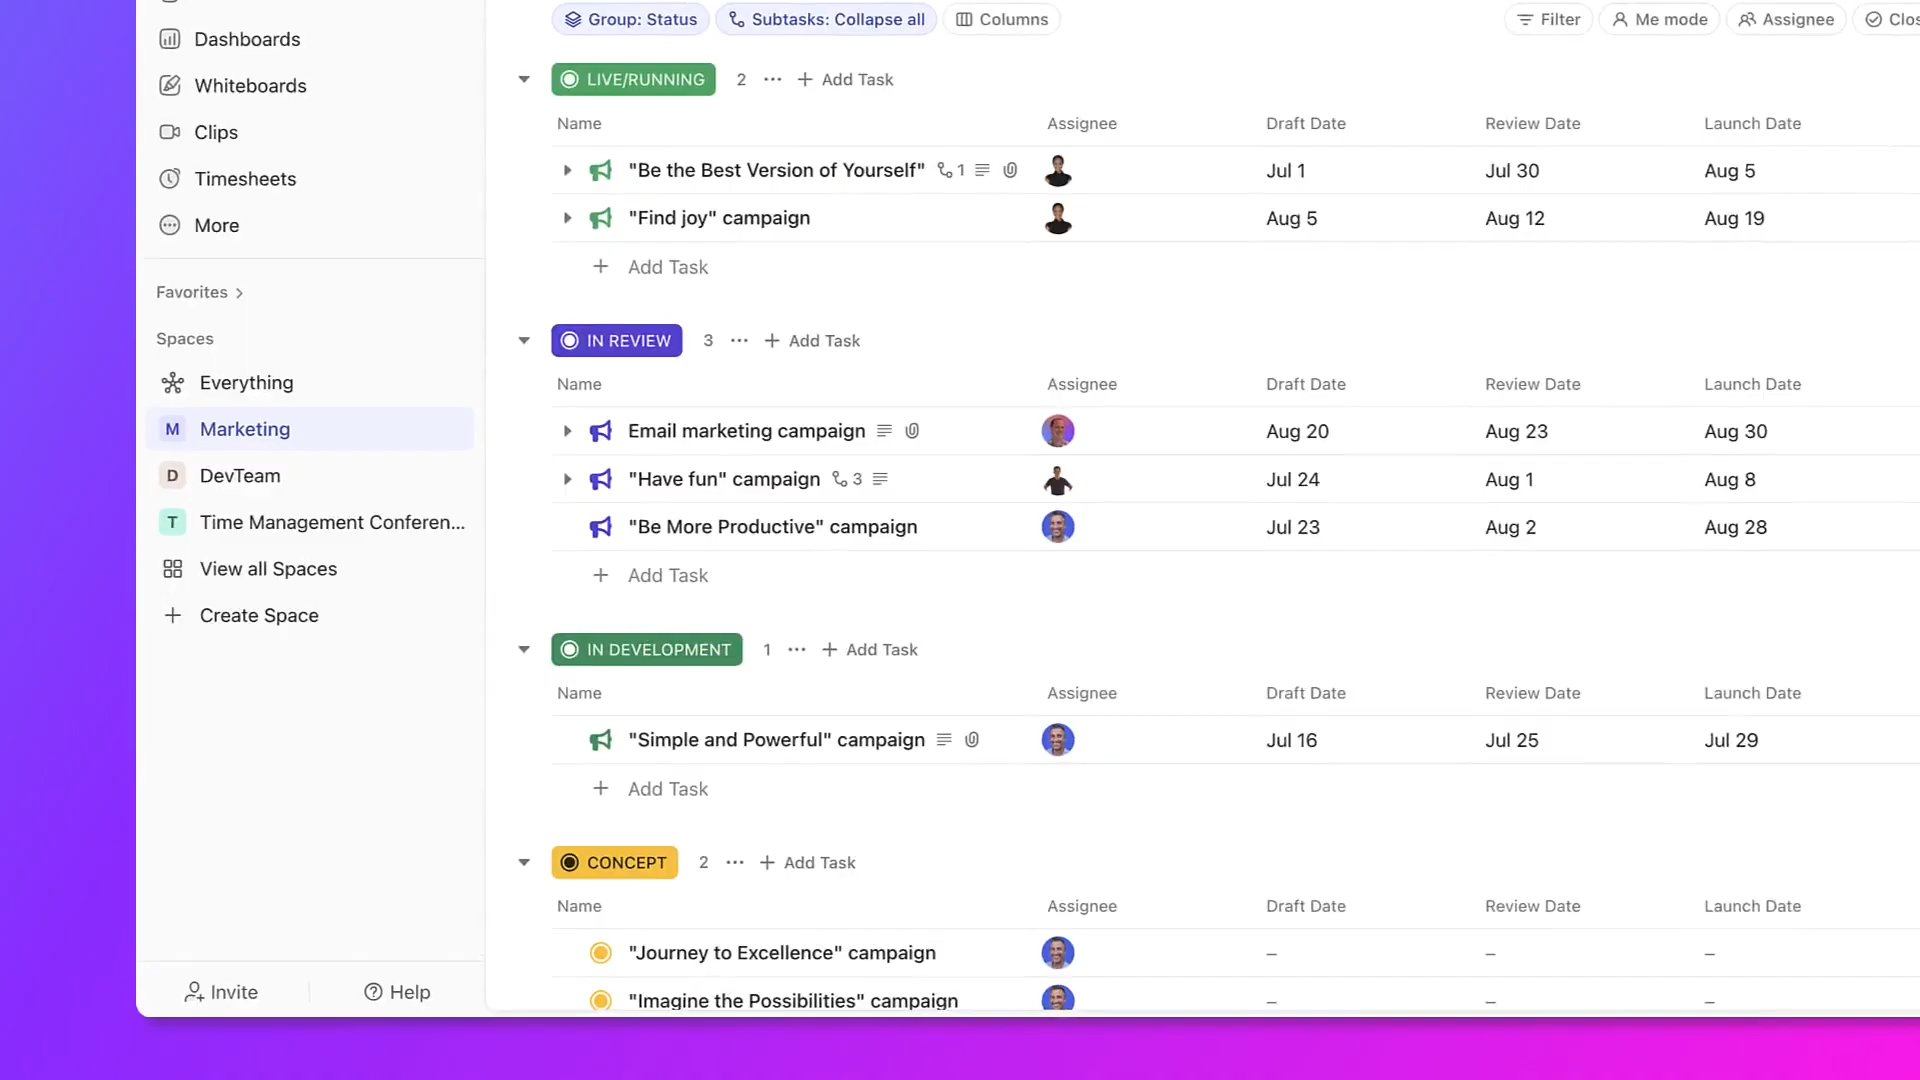 Dashboards
Whiteboards
Clips
Timesheets
More
Favorites
Spaces
Everything
M Marketing
D DevTeam
T Time Management Conferen...
View all Spaces
Create Space
Invite
Help
Group: Status Subtasks: Collapse all Columns Filter Me mode Assignee Clos
LIVE/RUNNING 2 ... + Add Task
Name Assignee Draft Date Review Date Launch Date
"Be the Best Version of Yourself" 1 Jul 1 Jul 30 Aug 5
"Find joy" campaign Aug 5 Aug 12 Aug 19
+ Add Task
IN REVIEW 3 ... + Add Task
Name Assignee Draft Date Review Date Launch Date
Email marketing campaign Aug 20 Aug 23 Aug 30
"Have fun" campaign 3 Jul 24 Aug 1 Aug 8
"Be More Productive" campaign Jul 23 Aug 2 Aug 28
+ Add Task
IN DEVELOPMENT 1 ... + Add Task
Name Assignee Draft Date Review Date Launch Date
"Simple and Powerful" campaign Jul 16 Jul 25 Jul 29
+ Add Task
CONCEPT 2 ... + Add Task
Name Assignee Draft Date Review Date Launch Date
"Journey to Excellence" campaign – – –
"Imagine the Possibilities" campaign – – –